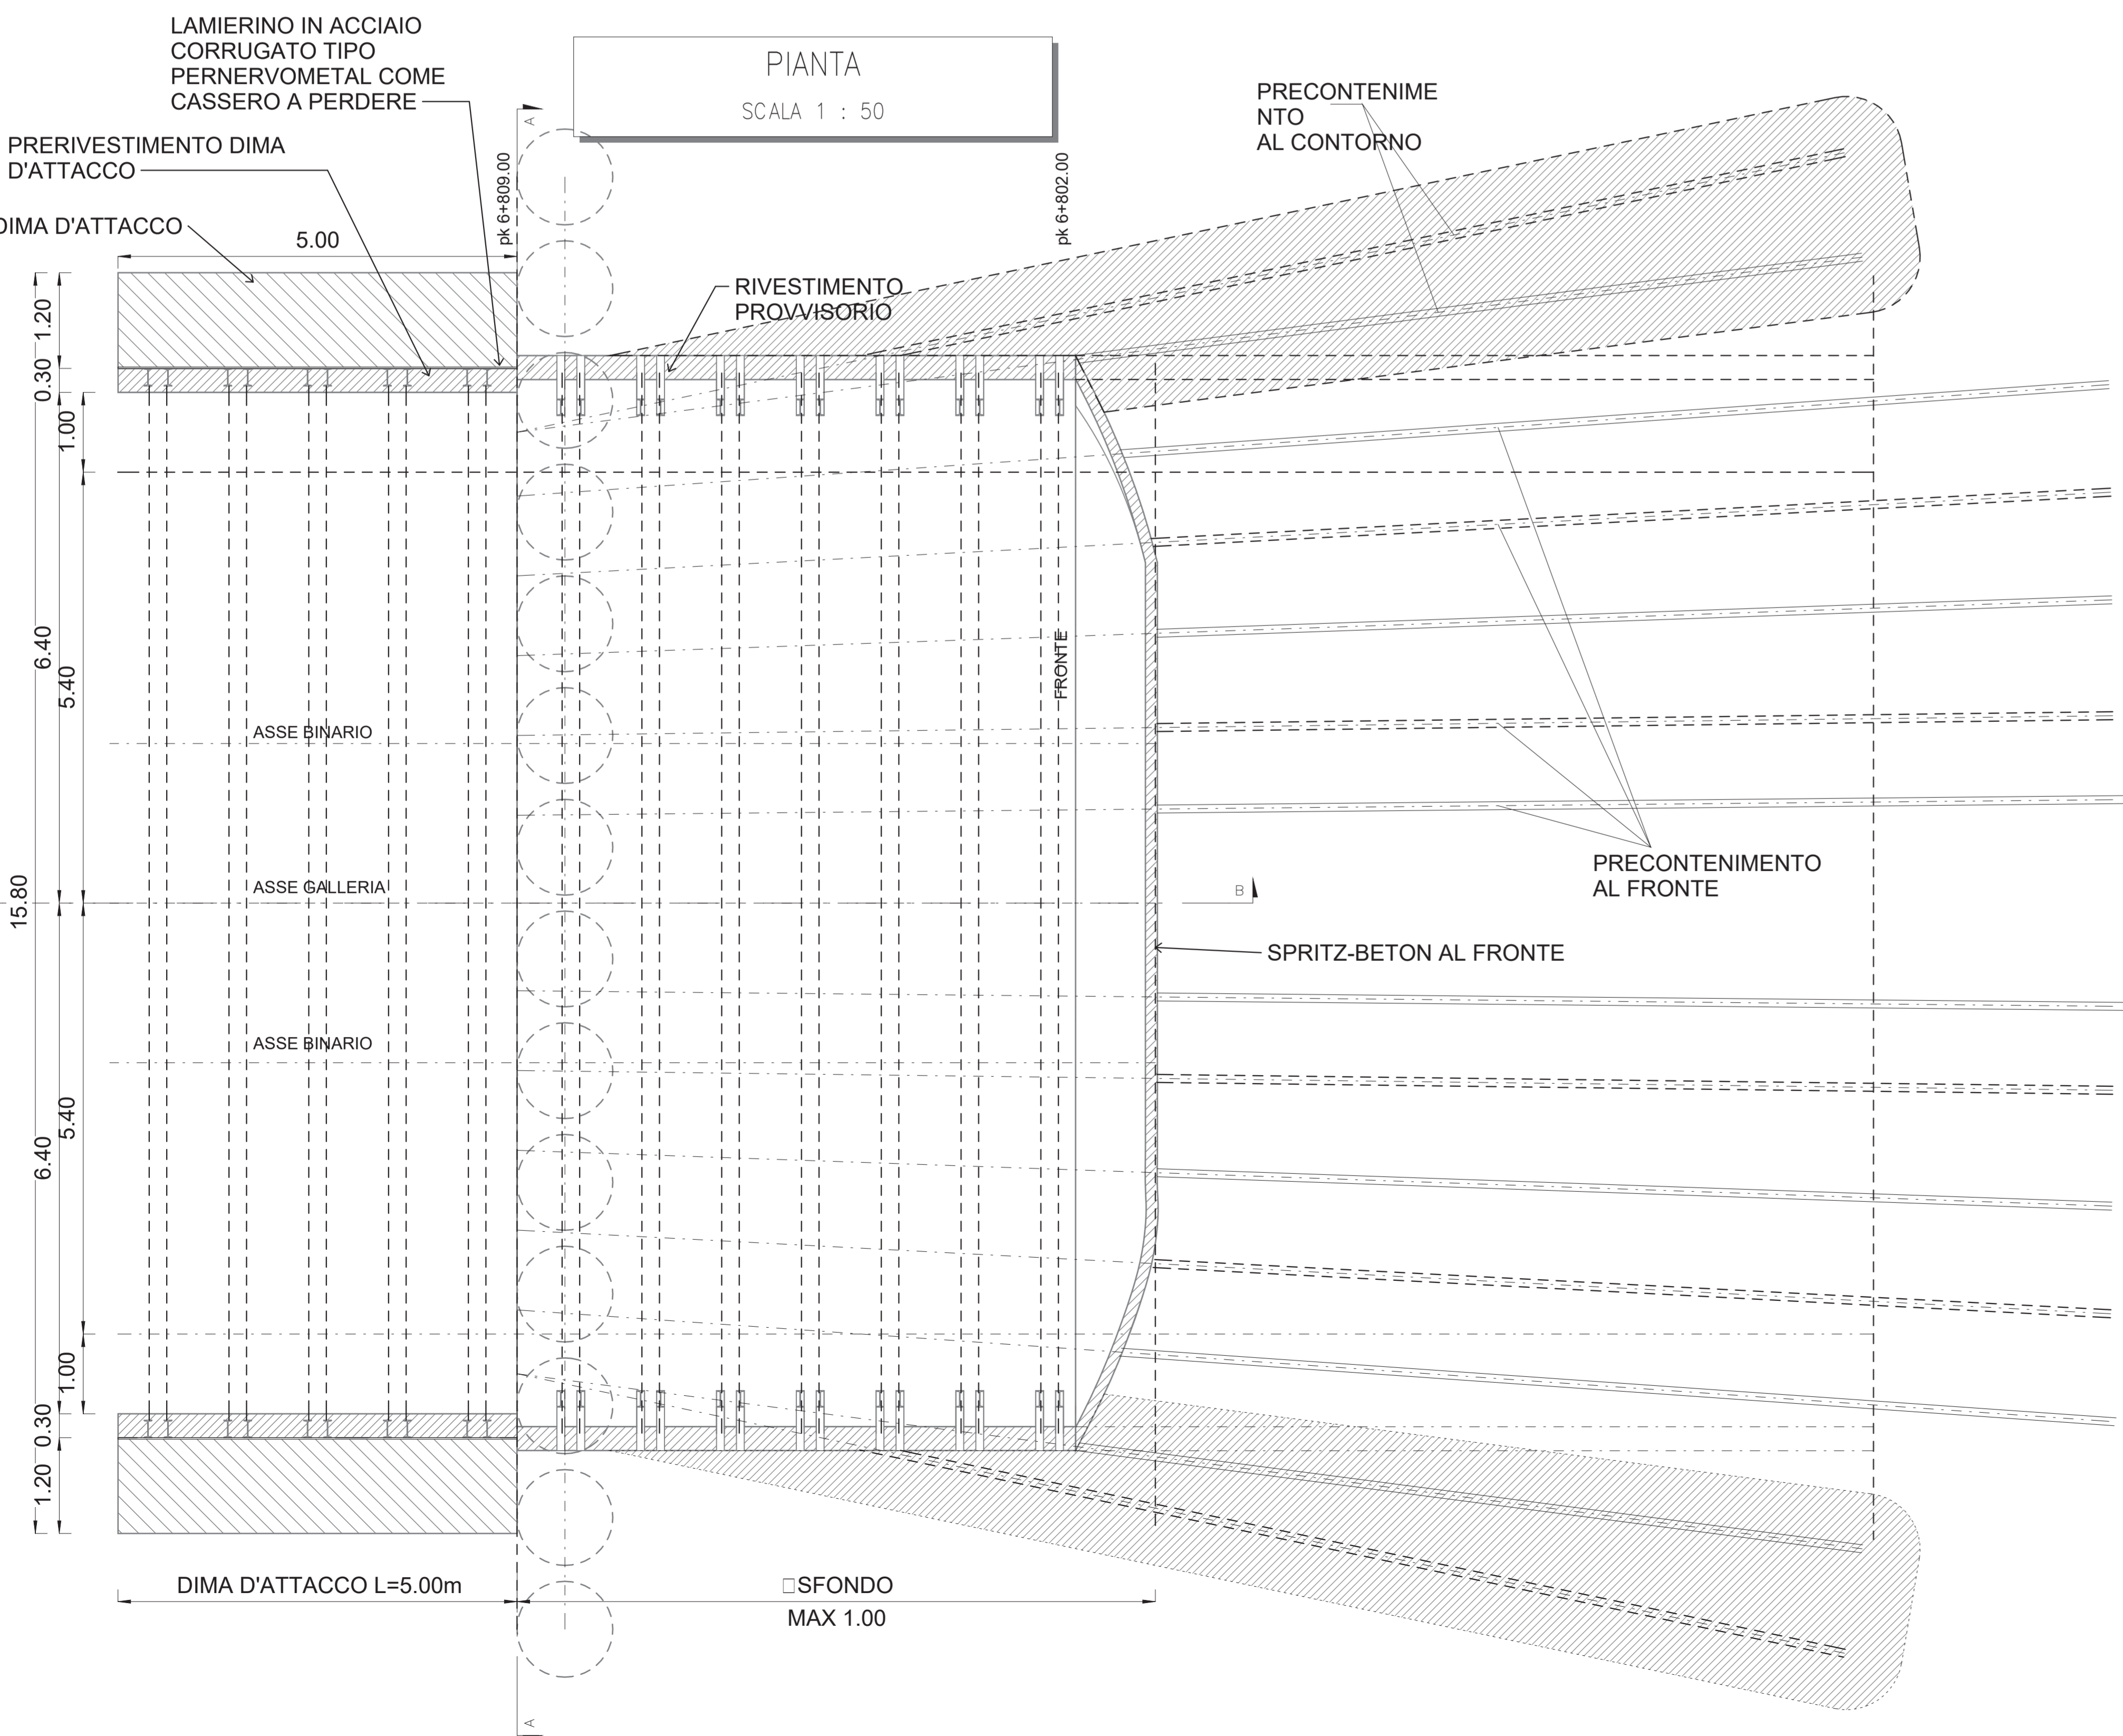 LAMIERINO IN ACCIAIO
CORRUGATO TIPO
PERNERVOMETAL COME
CASSERO A PERDERE
PIANTA
SCALA 1 : 50
PRECONTENIME
NTO
AL CONTORNO
PRERIVESTIMENTO DIMA
D'ATTACCO
A
pk 6+809.00
pk 6+802.00
DIMA D'ATTACCO
5.00
RIVESTIMENTO
PROVVISORIO
1.20
0.30
1.00
6.40
5.40
FRONTE
ASSE BINARIO
ASSE GALLERIA
15.80
B
PRECONTENIMENTO
AL FRONTE
SPRITZ-BETON AL FRONTE
ASSE BINARIO
5.40
6.40
1.00
0.30
1.20
DIMA D'ATTACCO L=5.00m
□SFONDO
MAX 1.00
A